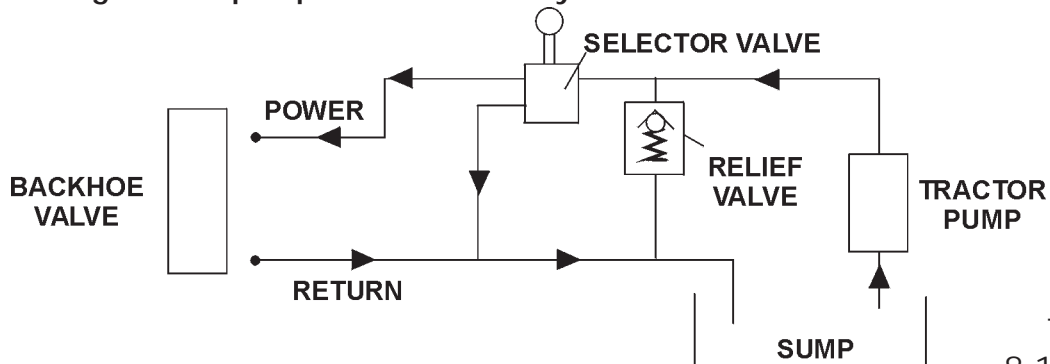 SELECTOR VALVE
POWER
BACKHOE
VALVE
RELIEF
VALVE
TRACTOR
PUMP
RETURN
SUMP